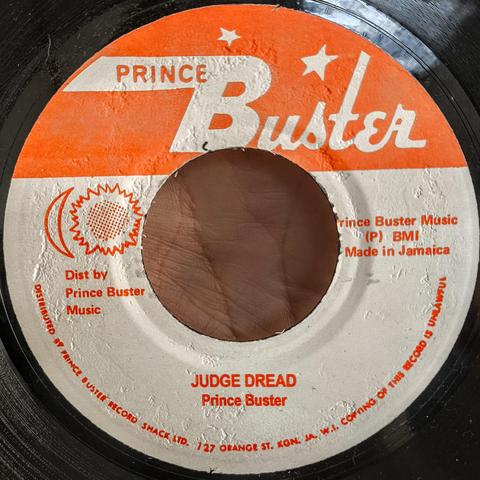 PRINCE
Buster
Prince Buster Music
(P) BMI
Made in Jamaica
Dist by
Prince Buster
Music
JUDGE DREAD
Prince Buster
DISTRIBUTED BY PRINCE BUSTER RECORD SHACK LTD. 127 ORANGE ST. KGN. JA. W.I. COPYING OF THIS RECORD IS UNLAWFUL